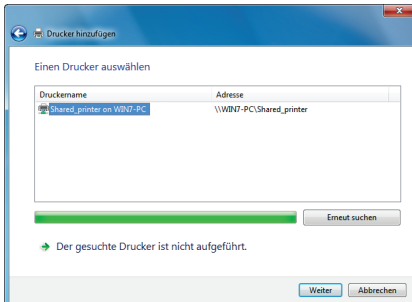 Drucker hinzufügen
Einen Drucker auswählen
Druckername Adresse
Shared_printer on WIN7-PC \\WIN7-PC\Shared_printer
Erneut suchen
Der gesuchte Drucker ist nicht aufgeführt.
Weiter Abbrechen